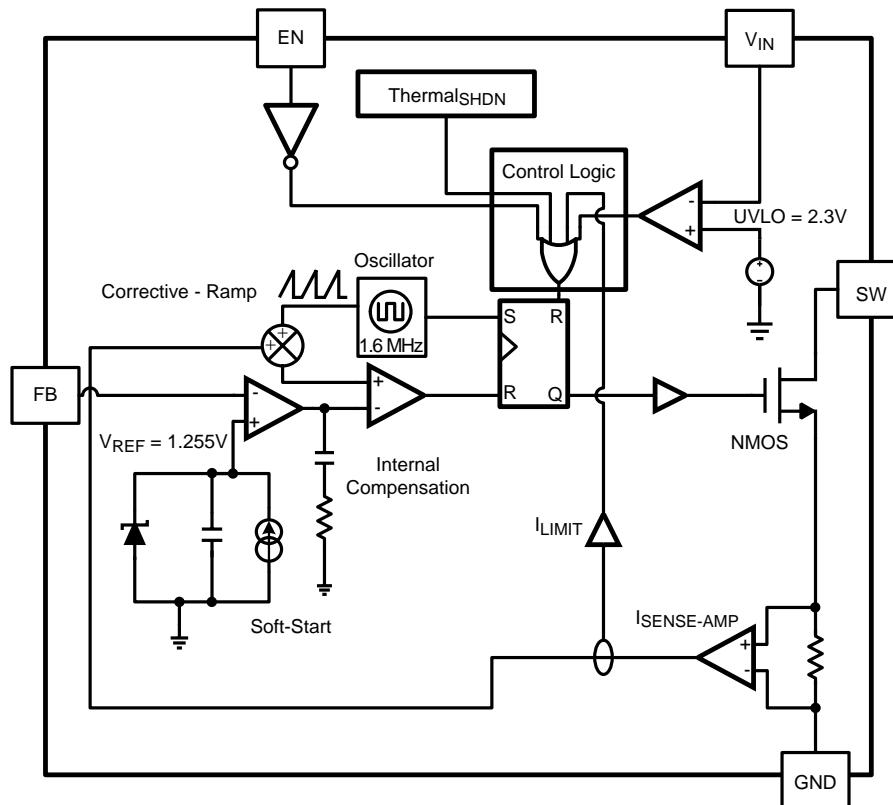 EN
VIN
ThermalSHDN
Control Logic
-
UVLO = 2.3V
+
+
-
Oscillator
SW
Corrective - Ramp
S
R
+
+
1.6 MHz
FB
-
+
+
-
R
Q
VREF = 1.255V
NMOS
Internal
Compensation
ILIMIT
Soft-Start
ISENSE-AMP
+
-
GND